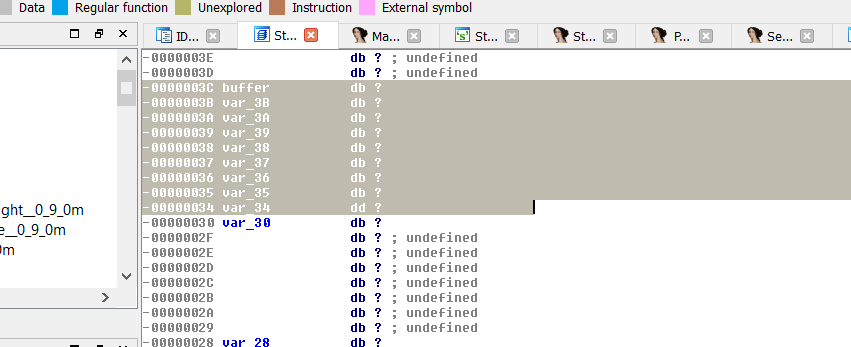 Data Regular function Unexplored Instruction External symbol
ID... St... Ma... 's' St... St... P... Se...
-0000003E db ? ; undefined
-0000003D db ? ; undefined
-0000003C buffer db ?
-0000003B var_3B db ?
-0000003A var_3A db ?
-00000039 var_39 db ?
-00000038 var_38 db ?
-00000037 var_37 db ?
-00000036 var_36 db ?
-00000035 var_35 db ?
-00000034 var_34 dd ?
-00000030 var_30 db ?
-0000002F db ? ; undefined
-0000002E db ? ; undefined
-0000002D db ? ; undefined
-0000002C db ? ; undefined
-0000002B db ? ; undefined
-0000002A db ? ; undefined
-00000029 db ? ; undefined
-00000028 var_28 db ?
ght__0_9_0m
e__0_9_0m
0m